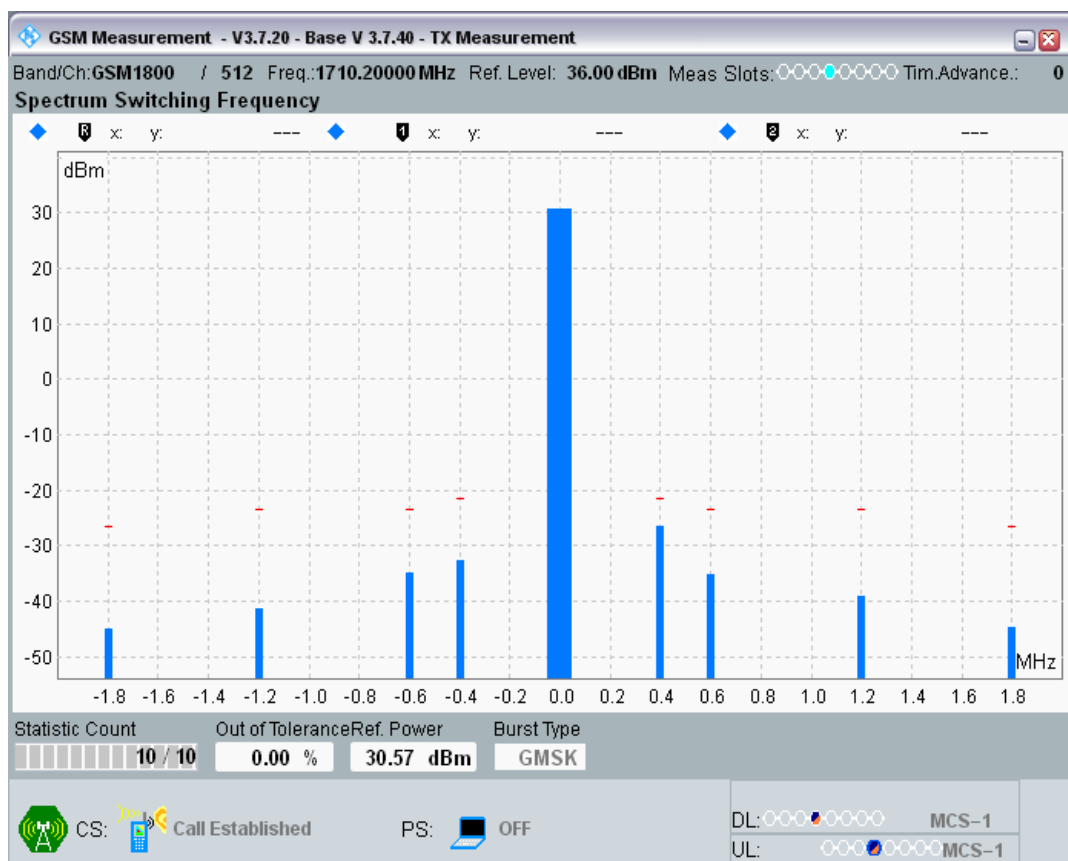 GSM Measurement - V3.7.20 - Base V 3.7.40 - TX Measurement
Band/Ch:GSM1800 / 512 Freq.:1710.20000 MHz Ref. Level: 36.00 dBm Meas Slots: Tim.Advance.: 0
Spectrum Switching Frequency
R x: y: --- 1 x: y: --- 2 x: y: ---
dBm
30
20
10
0
-10
-20
-30
-40
-50
MHz
-1.8 -1.6 -1.4 -1.2 -1.0 -0.8 -0.6 -0.4 -0.2 0.0 0.2 0.4 0.6 0.8 1.0 1.2 1.4 1.6 1.8
Statistic Count Out of Tolerance Ref. Power Burst Type
10 / 10 0.00 % 30.57 dBm GMSK
CS: Call Established PS: OFF
DL: MCS-1
UL: MCS-1